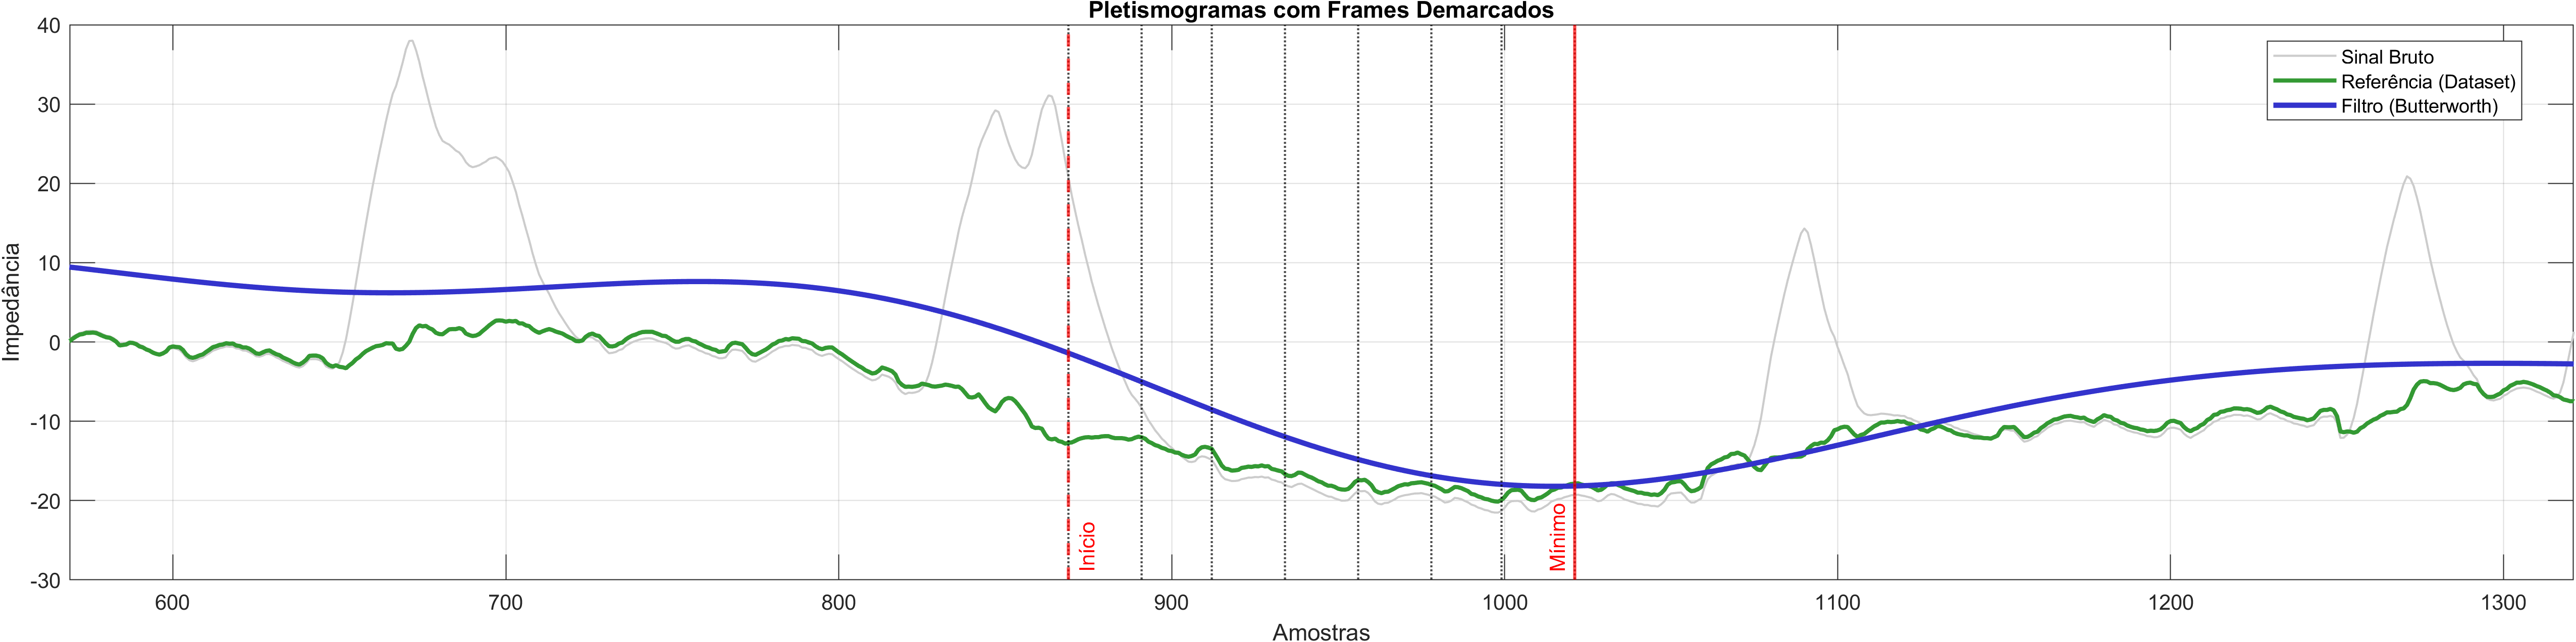 Pletismogramas com Frames Demarcados
Sinal Bruto
Referência (Dataset)
Filtro (Butterworth)
Impedância
40
30
20
10
0
-10
-20
-30
Início
Mínimo
600
700
800
900
1000
1100
1200
1300
Amostras